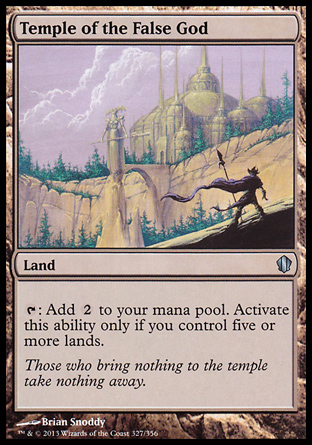 Temple of the False God
Land
: Add 2 to your mana pool. Activate
this ability only if you control five or
more lands.
Those who bring nothing to the temple
take nothing away.
Brian Snoddy
™ & © 2013 Wizards of the Coast 327/356